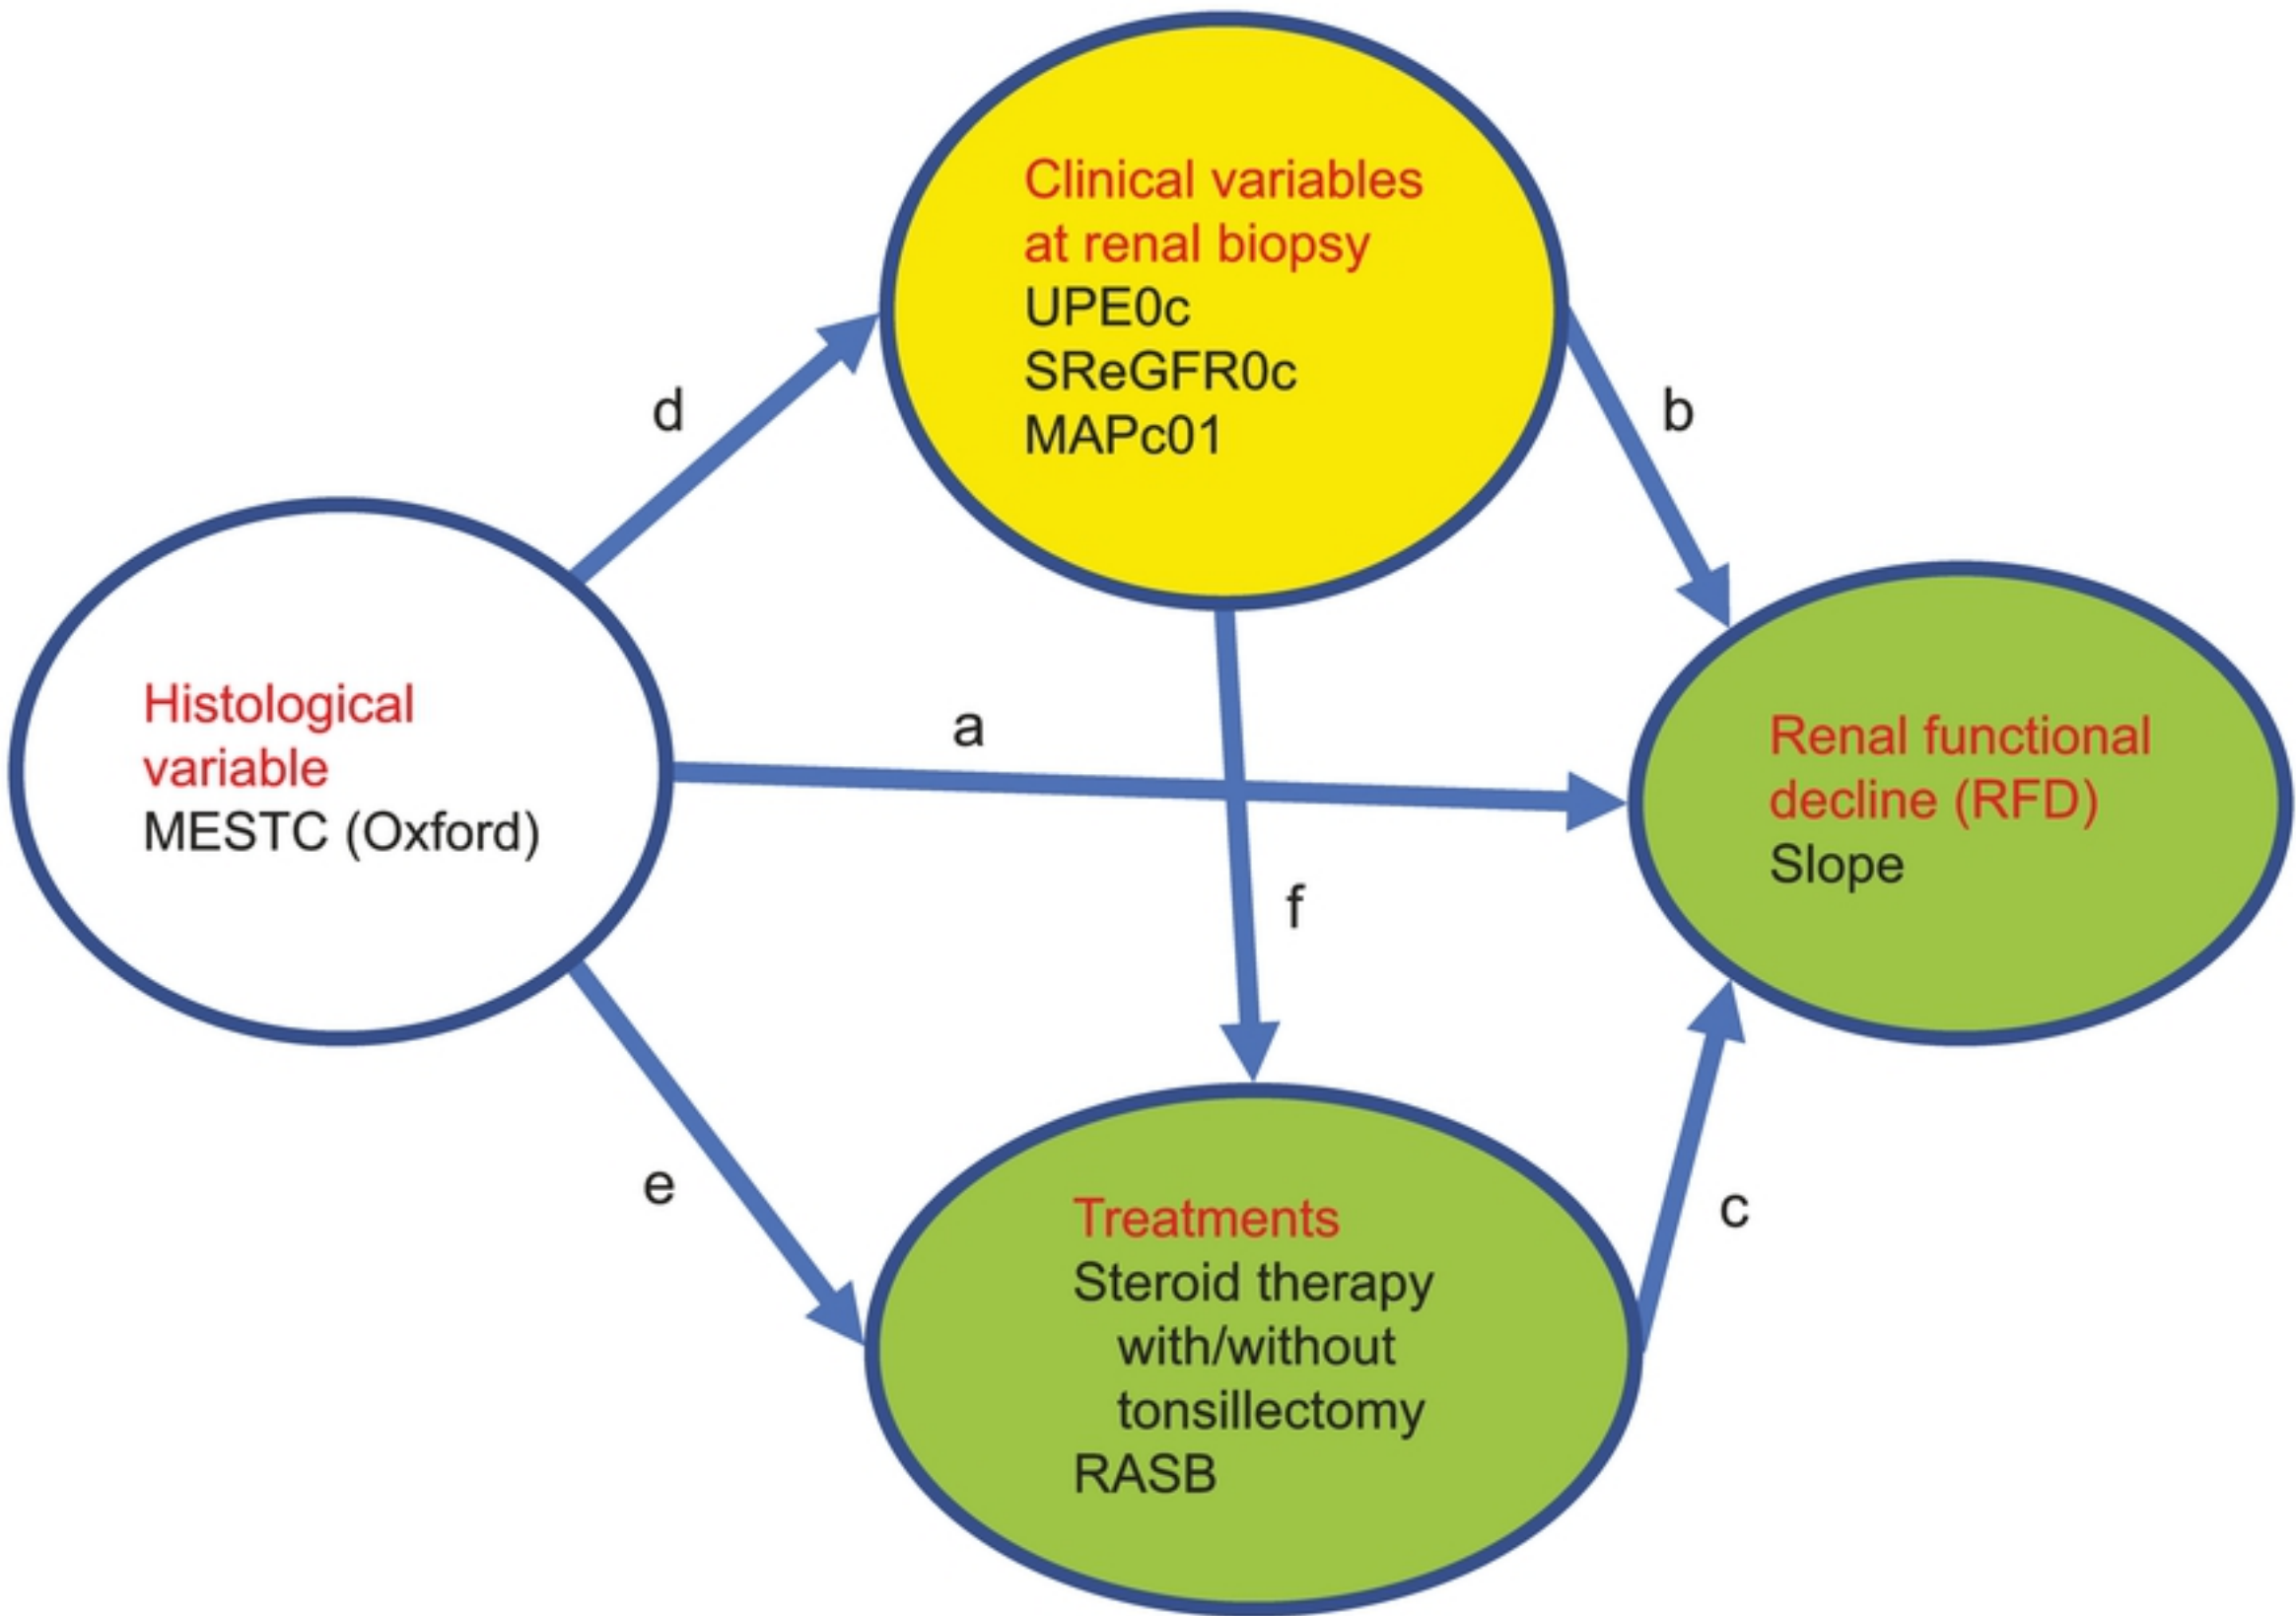 Clinical variables
at renal biopsy
UPE0c
SReGFR0c
MAPc01
d
b
Histological
variable
MESTC (Oxford)
a
Renal functional
decline (RFD)
Slope
f
e
c
Treatments
Steroid therapy
with/without
tonsillectomy
RASB